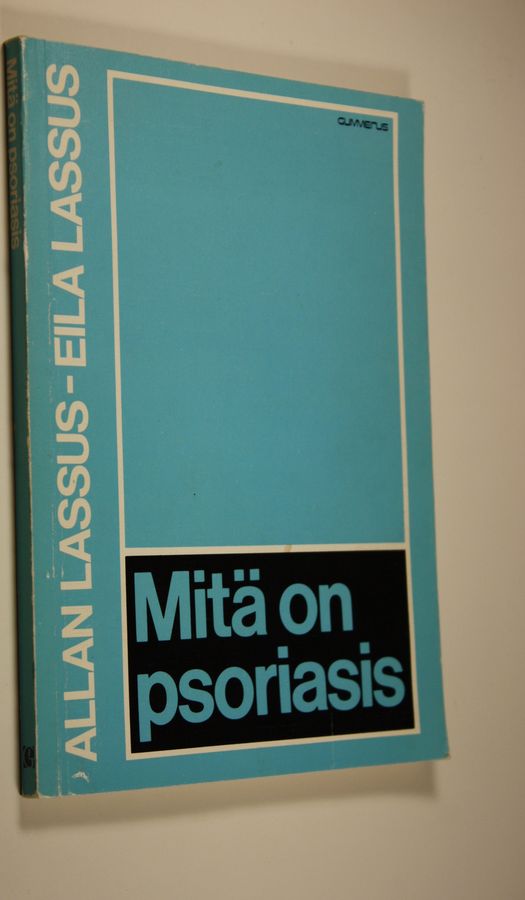 Mitä on psoriasis
ALLAN LASSUS - EILA LASSUS
GUMMERUS
Mitä on
psoriasis